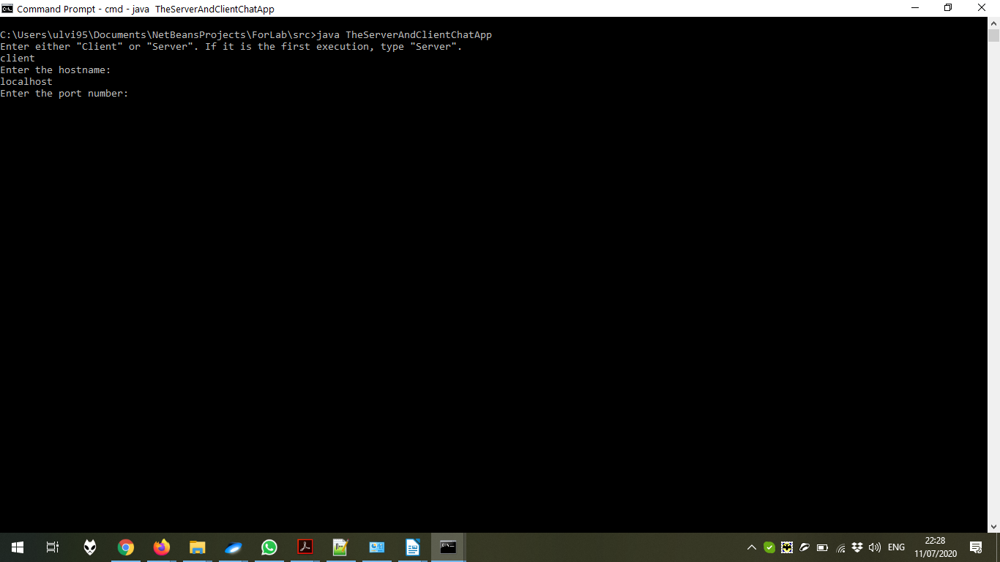 Command Prompt - cmd - java  TheServerAndClientChatApp
C:\Users\ulvi95\Documents\NetBeansProjects\ForLab\src>java TheServerAndClientChatApp
Enter either "Client" or "Server". If it is the first execution, type "Server".
client
Enter the hostname:
localhost
Enter the port number:
ENG
22:28
11/07/2020